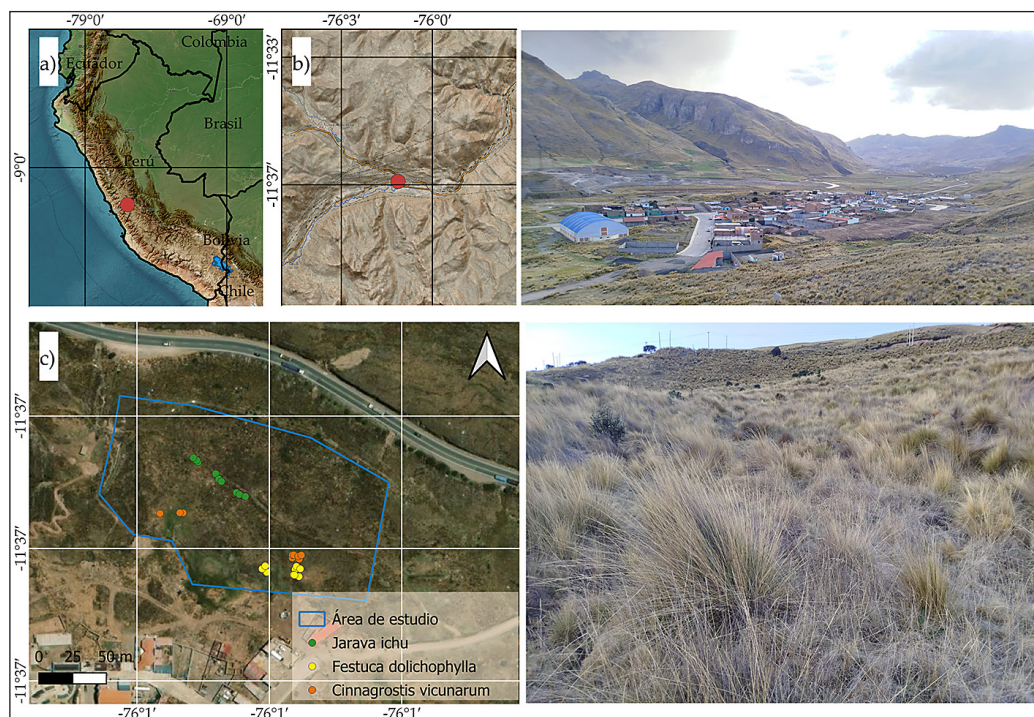 -79°0′ -69°0′
a)
Colombia
Ecuador
Brasil
Perú
Bolivia
Chile
-9°0′
-76°3′ -76°0′
b)
-11°33′
-11°37′
c)
-11°37′
-11°37′
-11°37′
-76°1′ -76°1′ -76°1′
0 25 50 m
Área de estudio
Jarava ichu
Festuca dolichophylla
Cinnagrostis vicunarum